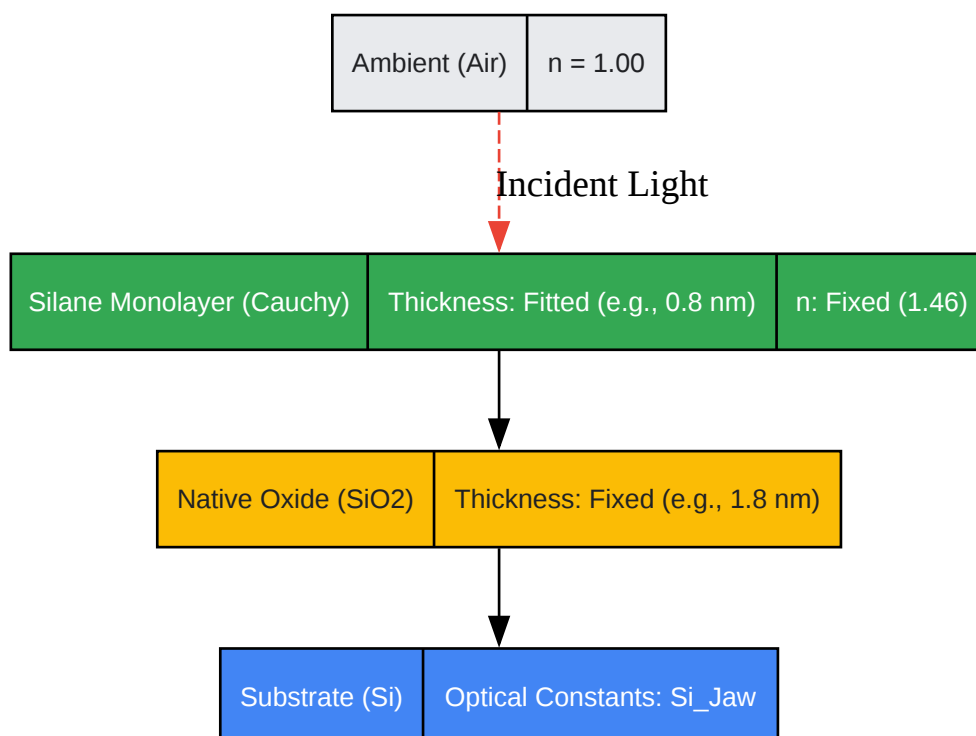 Ambient (Air) n = 1.00
Incident Light
Silane Monolayer (Cauchy) Thickness: Fitted (e.g., 0.8 nm) n: Fixed (1.46)
Native Oxide (SiO2) Thickness: Fixed (e.g., 1.8 nm)
Substrate (Si) Optical Constants: Si_Jaw